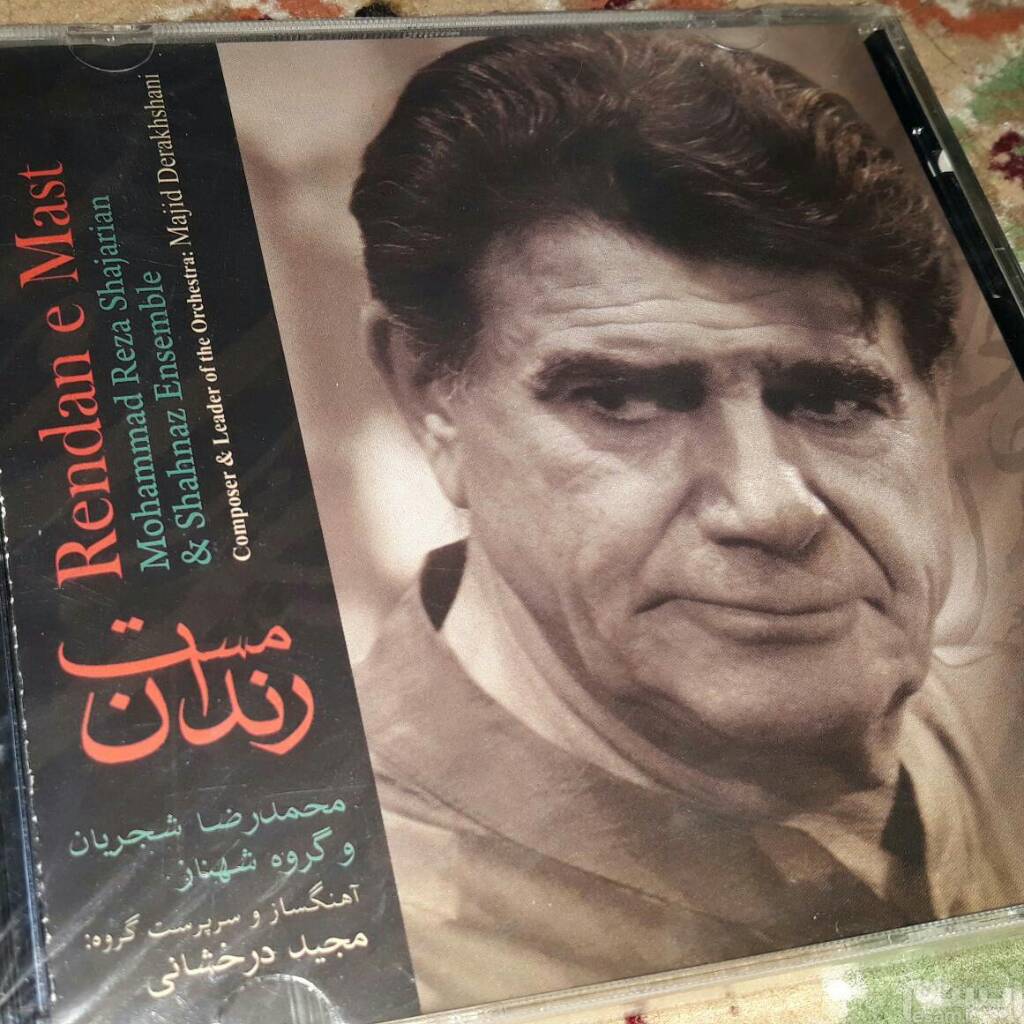 Rendan e Mast
Mohammad Reza Shajarian
& Shahnaz Ensemble
Composer & Leader of the Orchestra: Majid Derakhshani
رندان مست
محمدرضا شجریان
و گروه شهناز
آهنگساز و سرپرست گروه:
مجید درخشانی